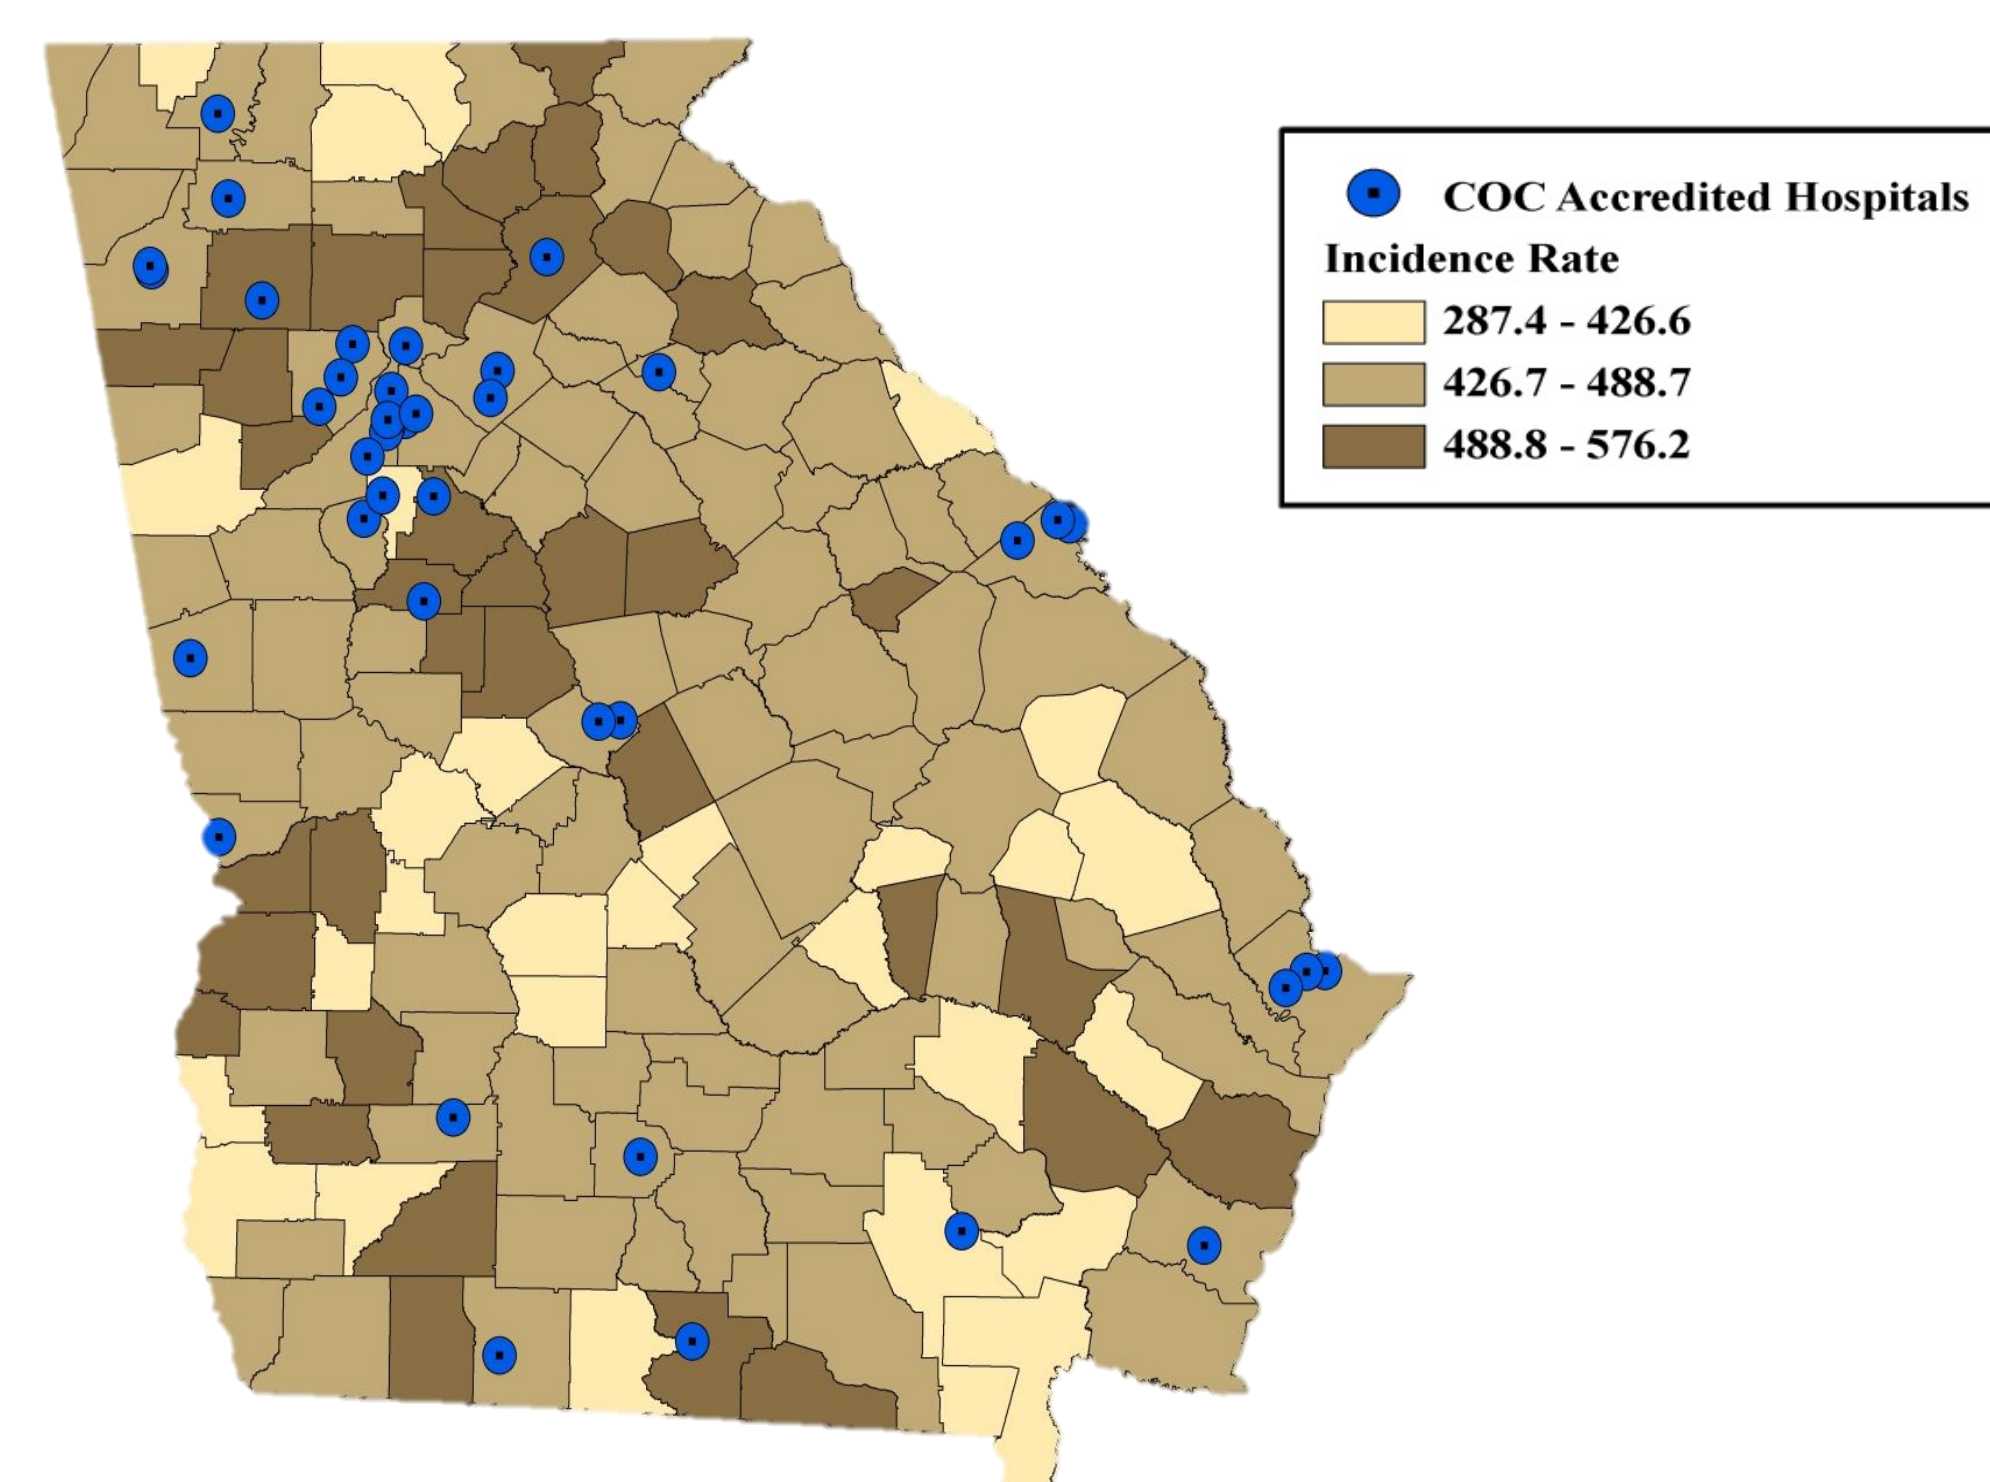 COC Accredited Hospitals
Incidence Rate
287.4 - 426.6
426.7 - 488.7
488.8 - 576.2